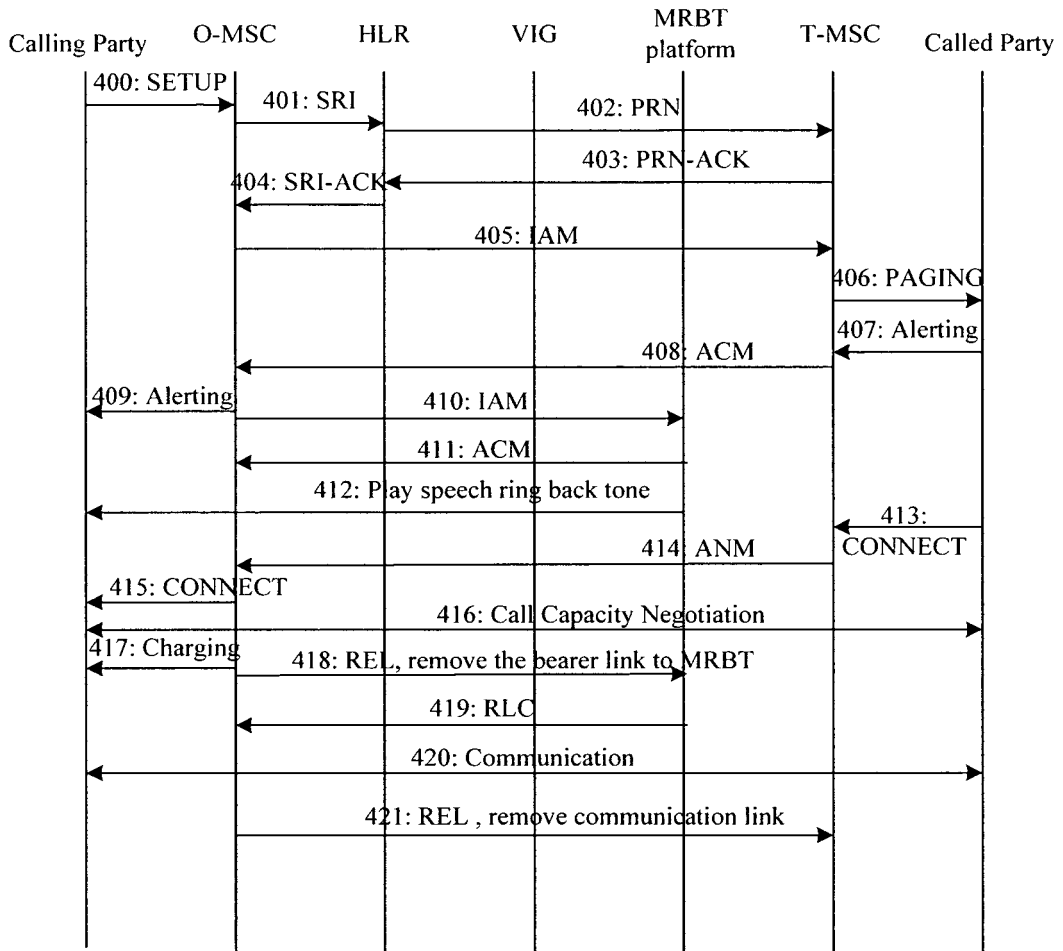 Calling Party O-MSC HLR VIG MRBT platform T-MSC Called Party
400: SETUP
401: SRI
402: PRN
403: PRN-ACK
404: SRI-ACK
405: IAM
406: PAGING
407: Alerting
408: ACM
409: Alerting
410: IAM
411: ACM
412: Play speech ring back tone
413:
CONNECT
414: ANM
415: CONNECT
416: Call Capacity Negotiation
417: Charging
418: REL, remove the bearer link to MRBT
419: RLC
420: Communication
421: REL , remove communication link